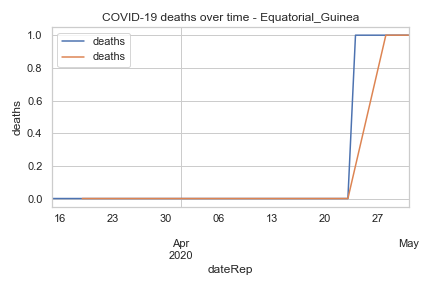 COVID-19 deaths over time - Equatorial_Guinea
deaths
deaths
deaths
1.0
0.8
0.6
0.4
0.2
0.0
16 23 30 06 13 20 27
Apr May
2020
dateRep